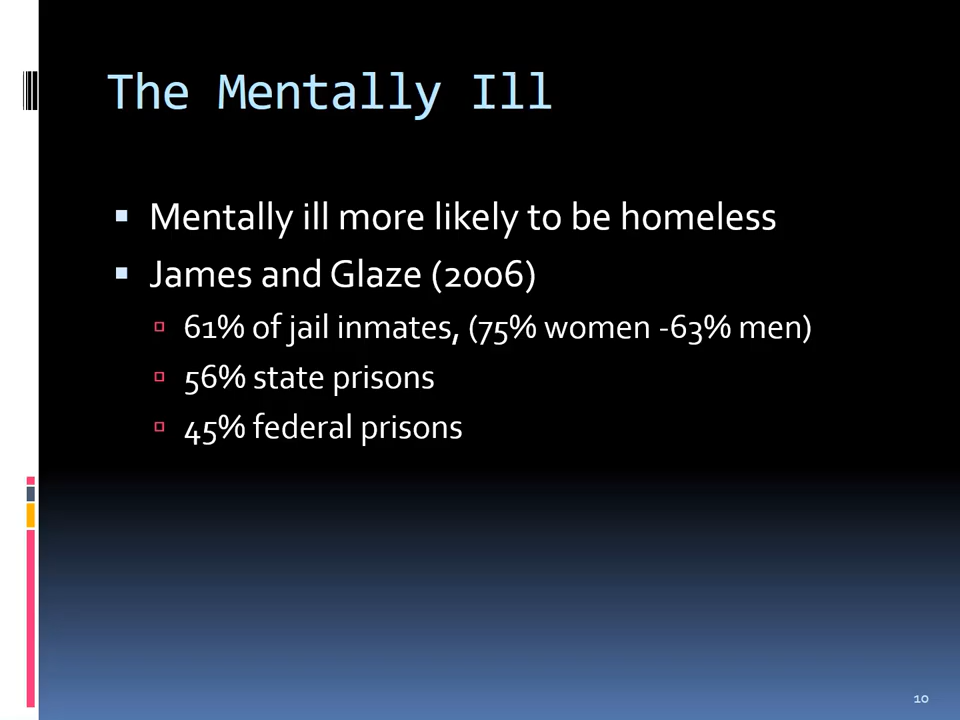 The Mentally Ill
▪ Mentally ill more likely to be homeless
▪ James and Glaze (2006)
▫ 61% of jail inmates, (75% women -63% men)
▫ 56% state prisons
▫ 45% federal prisons
10